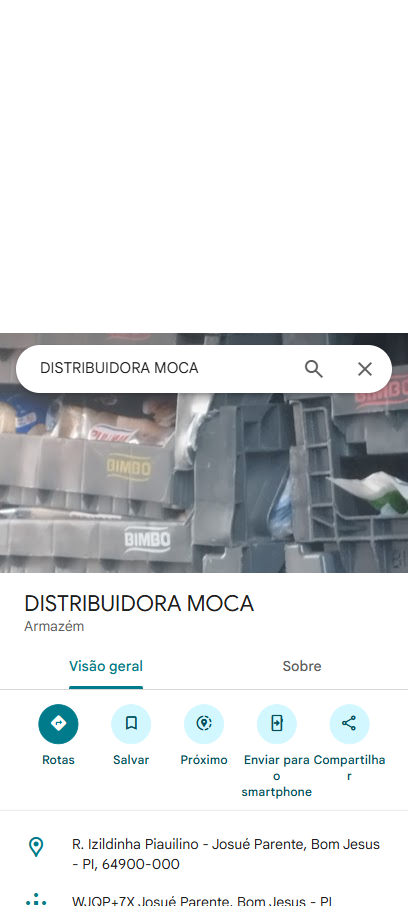 DISTRIBUIDORA MOCA
BIMBO
BIMBO
BIMBO
DISTRIBUIDORA MOCA
Armazém
Visão geral
Sobre
Rotas
Salvar
Próximo
Enviar para
o
smartphone
Compartilha
r
R. Izildinha Piauilino - Josué Parente, Bom Jesus
- PI, 64900-000
WJQP+7X Josué Parente, Bom Jesus - PI